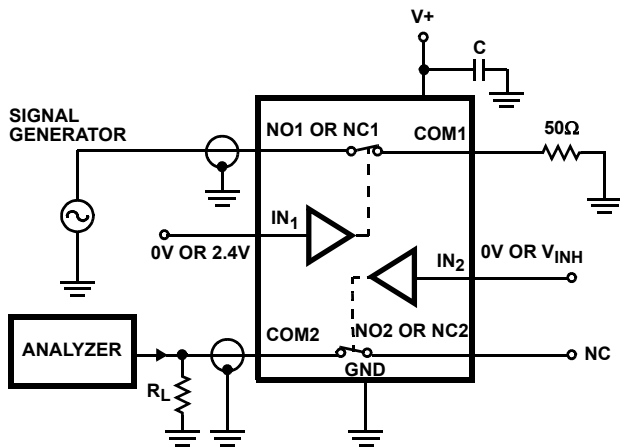 V+
C
SIGNAL
GENERATOR
NO1 OR NC1
COM1
50Ω
IN1
0V OR 2.4V
IN2
0V OR VINH
COM2
NO2 OR NC2
ANALYZER
NC
GND
RL